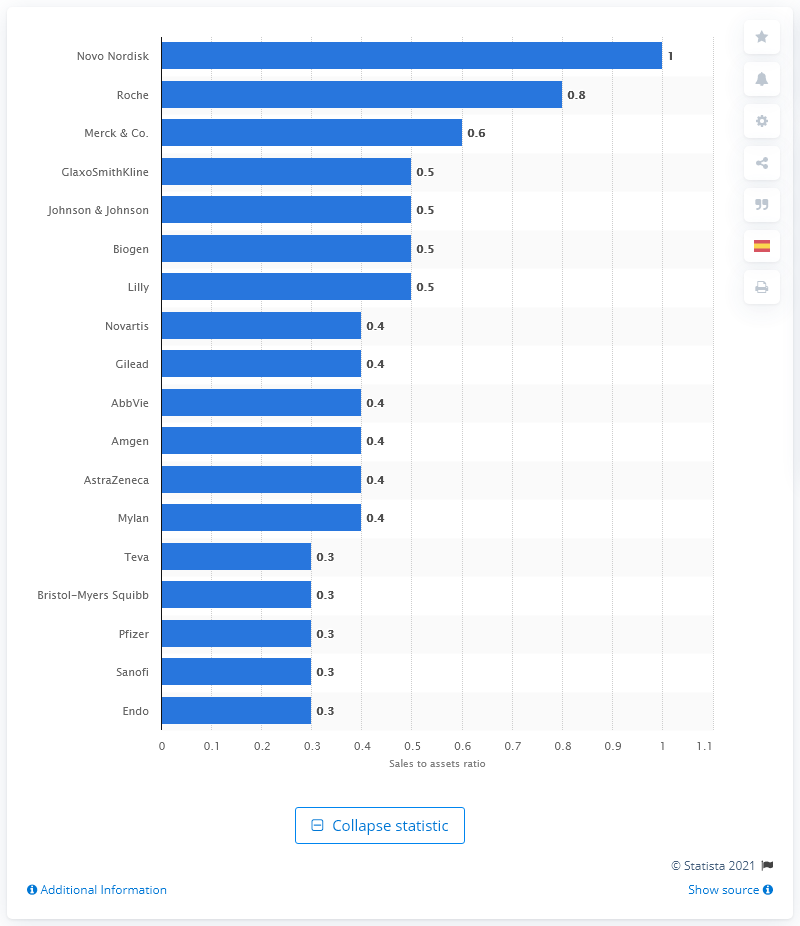 Novo Nordisk 1
Roche 0.8
Merck & Co. 0.6
GlaxoSmithKline 0.5
Johnson & Johnson 0.5
Biogen 0.5
Lilly 0.5
Novartis 0.4
Gilead 0.4
AbbVie 0.4
Amgen 0.4
AstraZeneca 0.4
Mylan 0.4
Teva 0.3
Bristol-Myers Squibb 0.3
Pfizer 0.3
Sanofi 0.3
Endo 0.3
0 0.1 0.2 0.3 0.4 0.5 0.6 0.7 0.8 0.9 1 1.1
Sales to assets ratio
Collapse statistic
© Statista 2021
Additional Information Show source